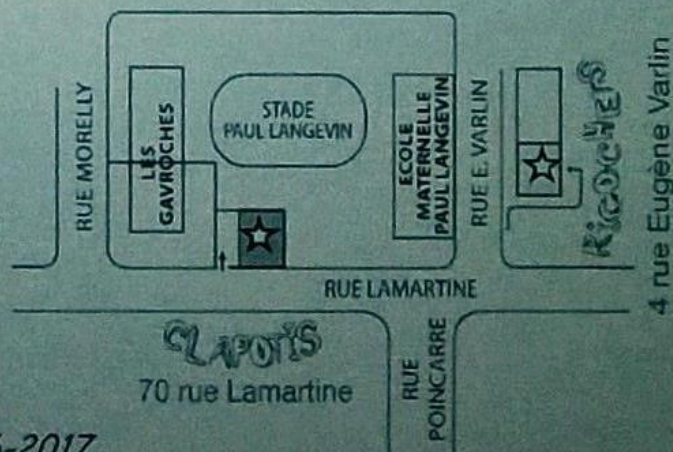 RUE MORELLY
LES
GAVROCHES
STADE
PAUL LANGEVIN
ECOLE
MATERNELLE
PAUL LANGEVIN
RUE E. VARLIN
RICOCHETS
4 rue Eugène Varlin
RUE LAMARTINE
CLAPOTIS
70 rue Lamartine
RUE
POINCARRE
-2017